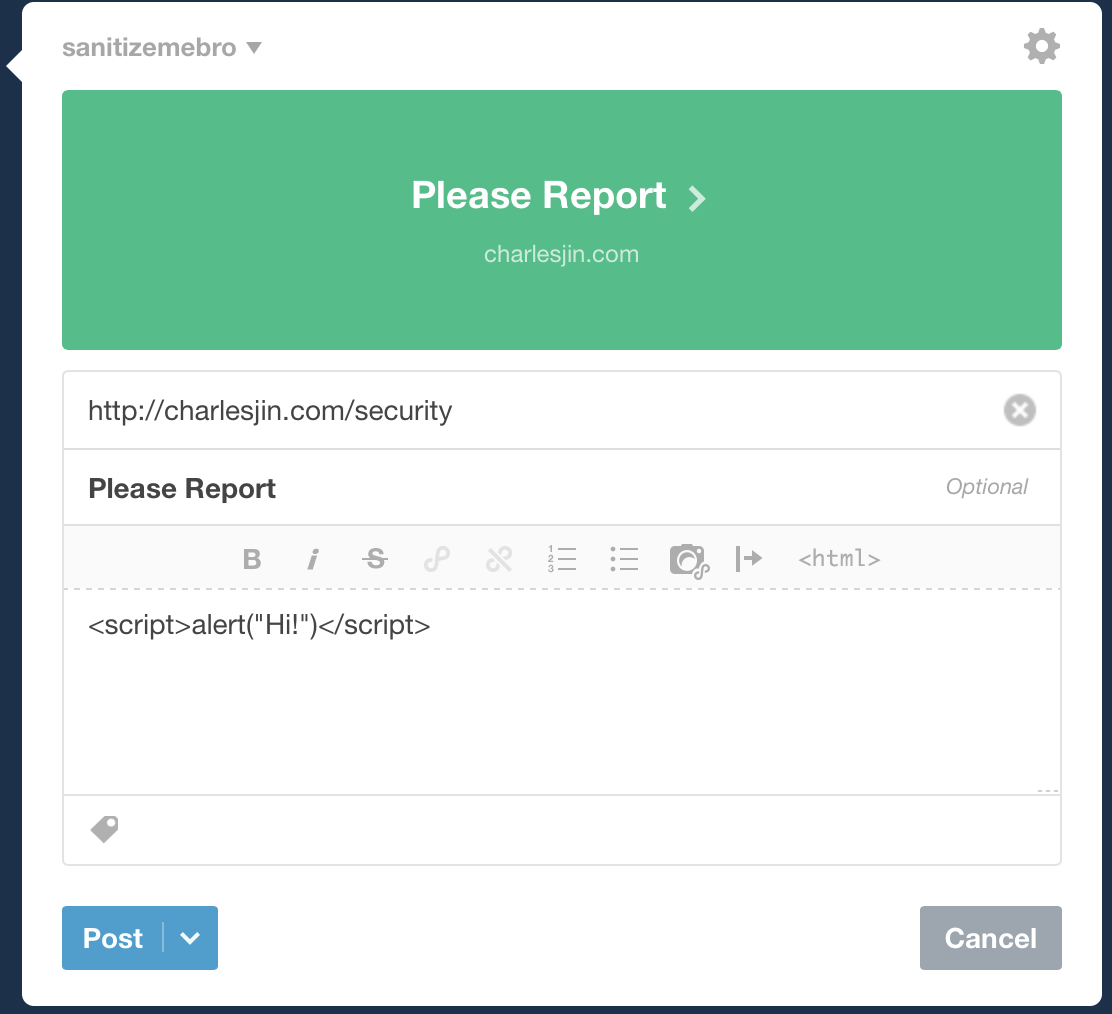 sanitizemebro
Please Report
charlesjin.com
http://charlesjin.com/security
Please Report
Optional
B i S 1 2 3 <html>
<script>alert("Hi!")</script>
Post
Cancel